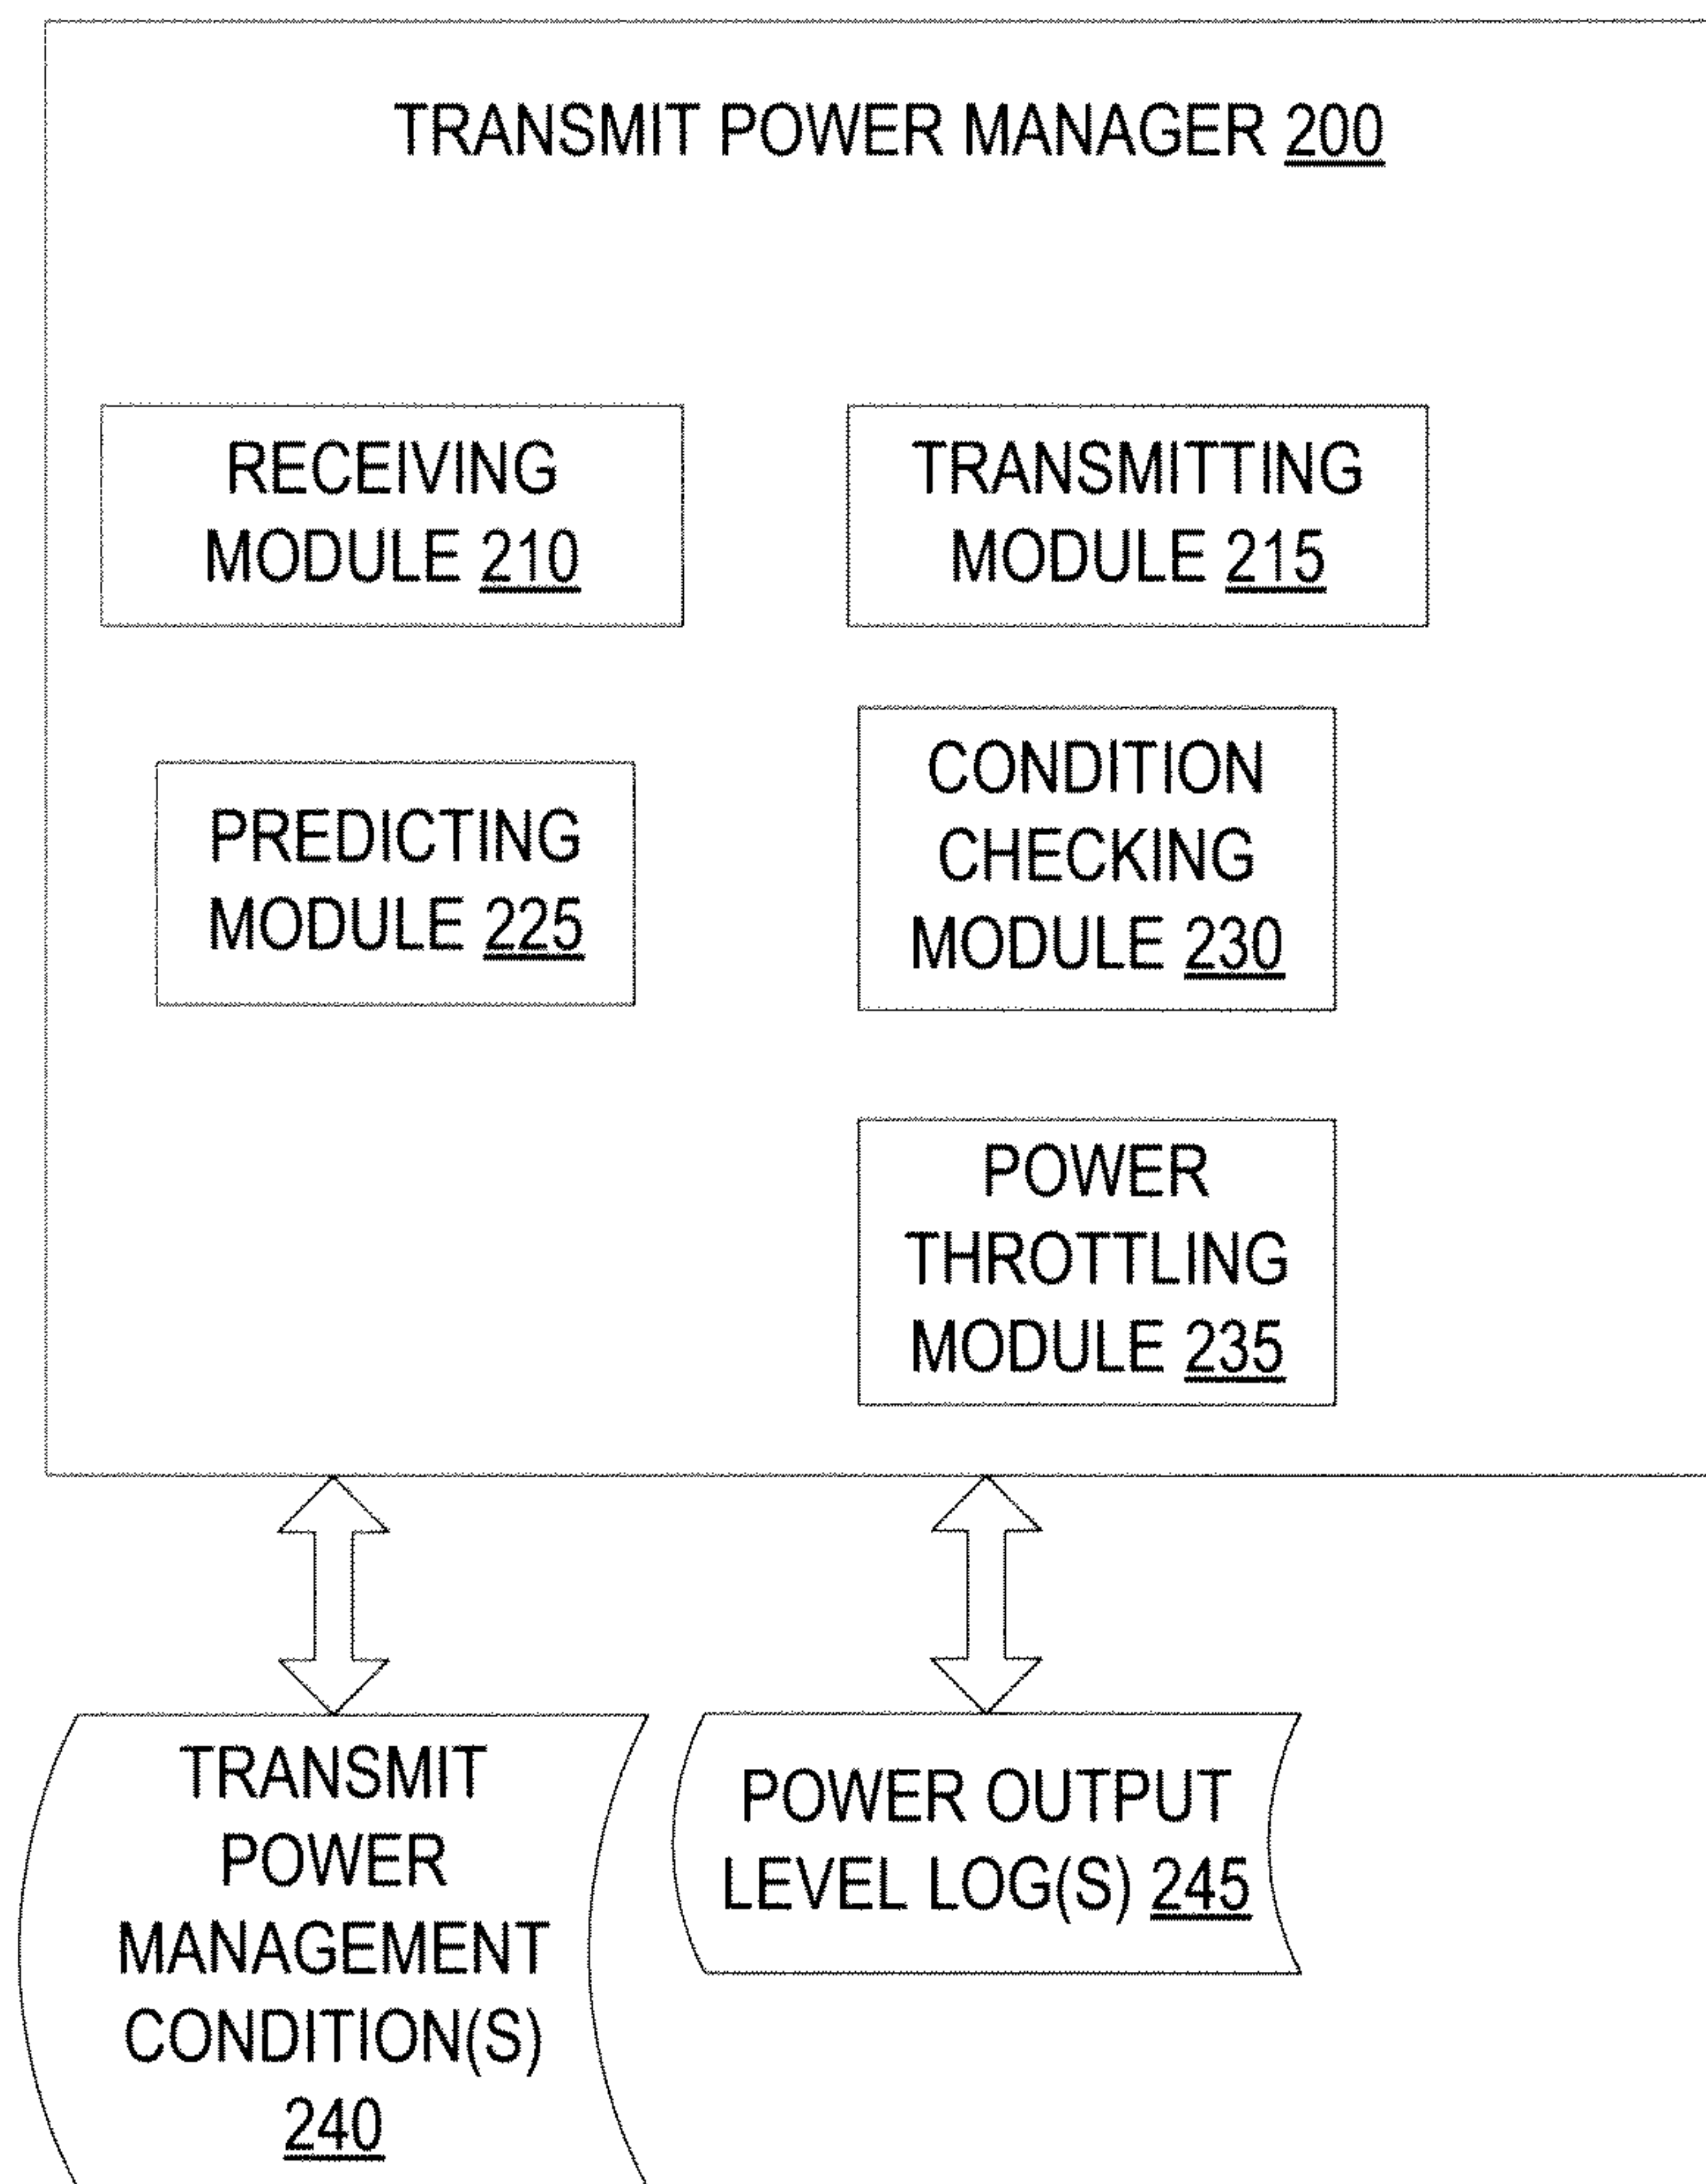 TRANSMIT POWER MANAGER 200
RECEIVING
MODULE 210
TRANSMITTING
MODULE 215
PREDICTING
MODULE 225
CONDITION
CHECKING
MODULE 230
POWER
THROTTLING
MODULE 235
TRANSMIT
POWER
MANAGEMENT
CONDITION(S)
240
POWER OUTPUT
LEVEL LOG(S) 245